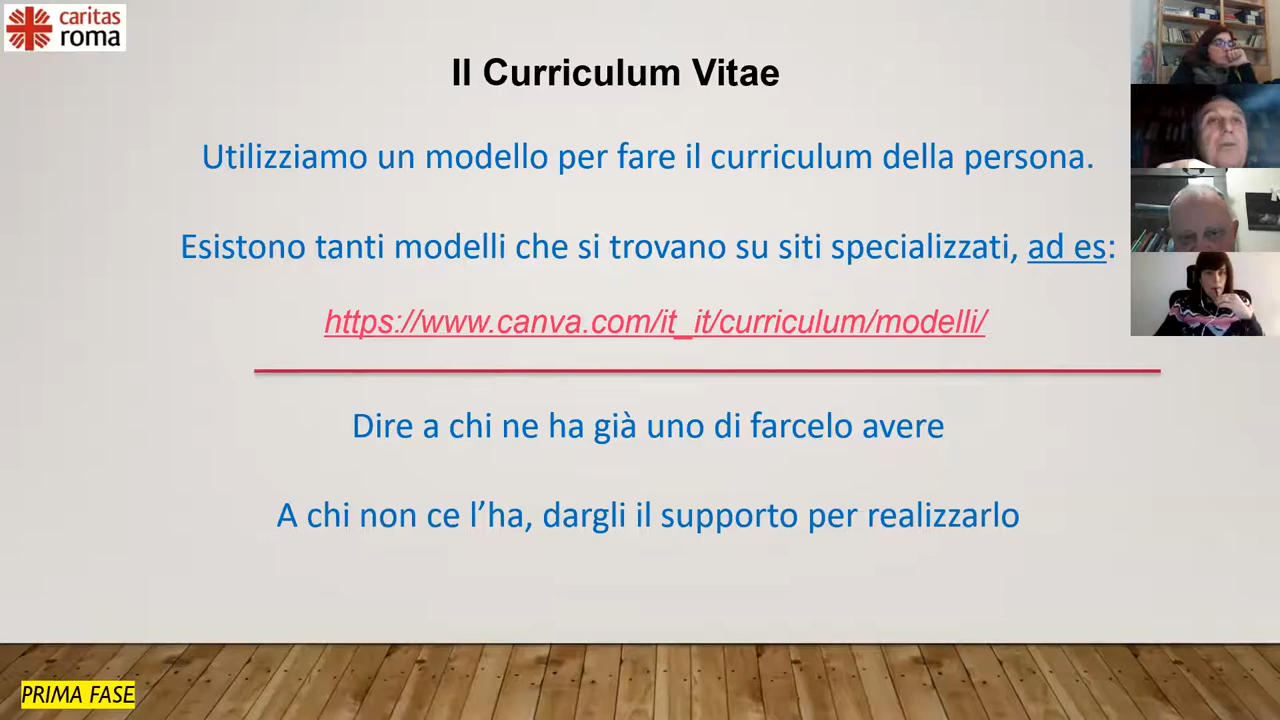 caritas
roma
Il Curriculum Vitae
Utilizziamo un modello per fare il curriculum della persona.
Esistono tanti modelli che si trovano su siti specializzati, ad es:
https://www.canva.com/it_it/curriculum/modelli/
Dire a chi ne ha già uno di farcelo avere
A chi non ce l’ha, dargli il supporto per realizzarlo
PRIMA FASE